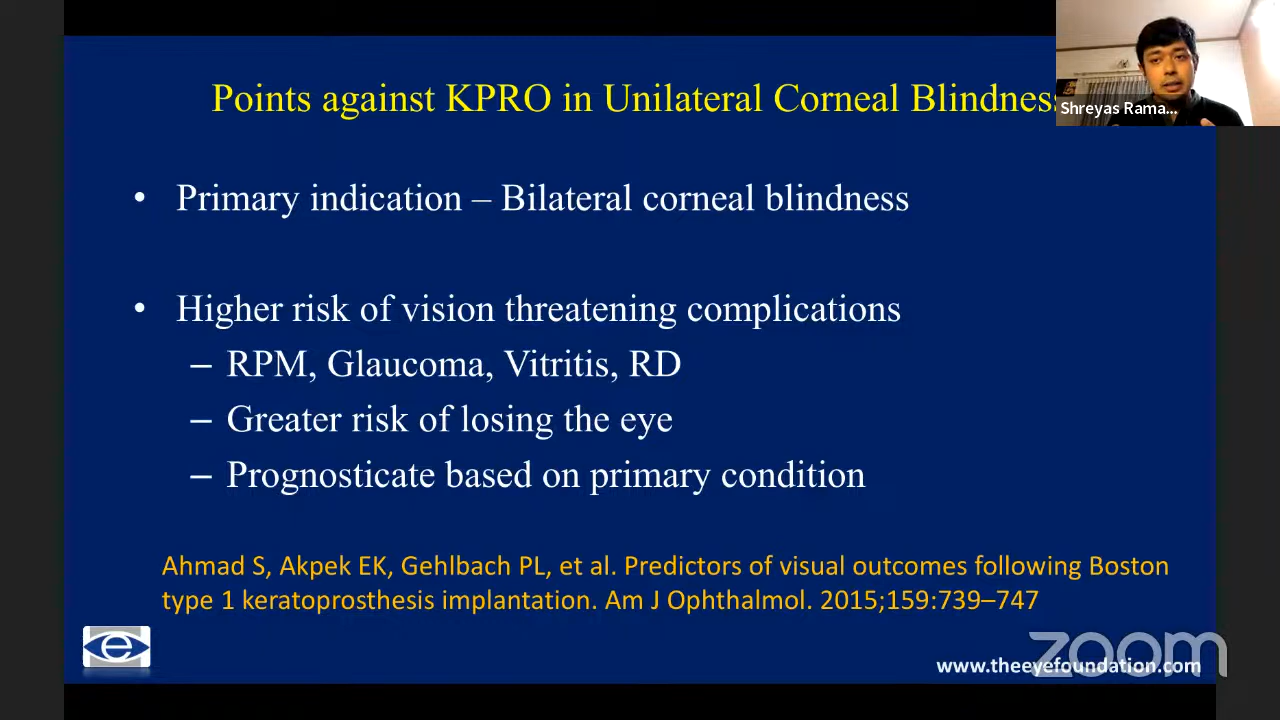 Points against KPRO in Unilateral Corneal Blindness
Shreyas Rama...
• Primary indication – Bilateral corneal blindness
• Higher risk of vision threatening complications
– RPM, Glaucoma, Vitritis, RD
– Greater risk of losing the eye
– Prognosticate based on primary condition
Ahmad S, Akpek EK, Gehlbach PL, et al. Predictors of visual outcomes following Boston
type 1 keratoprosthesis implantation. Am J Ophthalmol. 2015;159:739–747
e
zoom
www.theeyefoundation.com